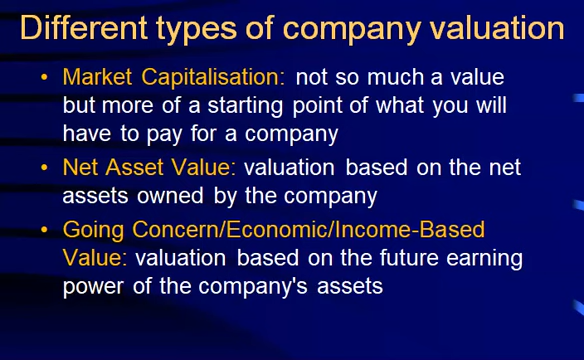 Different types of company valuation
• Market Capitalisation: not so much a value
but more of a starting point of what you will
have to pay for a company
• Net Asset Value: valuation based on the net
assets owned by the company
• Going Concern/Economic/Income-Based
Value: valuation based on the future earning
power of the company's assets